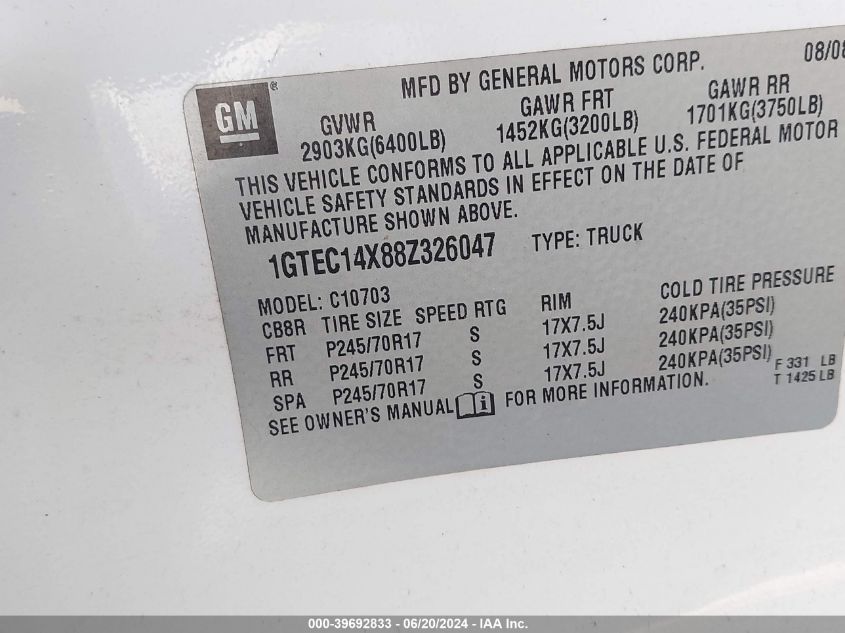 MFD BY GENERAL MOTORS CORP. 08/08
GM®
GVWR GAWR FRT GAWR RR
2903KG(6400LB) 1452KG(3200LB) 1701KG(3750LB)
THIS VEHICLE CONFORMS TO ALL APPLICABLE U.S. FEDERAL MOTOR
VEHICLE SAFETY STANDARDS IN EFFECT ON THE DATE OF
MANUFACTURE SHOWN ABOVE.
1GTEC14X88Z326047 TYPE: TRUCK
MODEL: C10703
CB8R TIRE SIZE SPEED RTG RIM COLD TIRE PRESSURE
FRT P245/70R17 S 17X7.5J 240KPA(35PSI)
RR P245/70R17 S 17X7.5J 240KPA(35PSI)
SPA P245/70R17 S 17X7.5J 240KPA(35PSI)
SEE OWNER'S MANUAL i FOR MORE INFORMATION.
F 331 LB
T 1425 LB
000-39692833 - 06/20/2024 - IAA Inc.